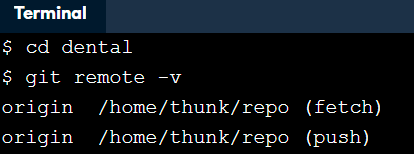 Terminal
$ cd dental
$ git remote -v
origin  /home/thunk/repo (fetch)
origin  /home/thunk/repo (push)